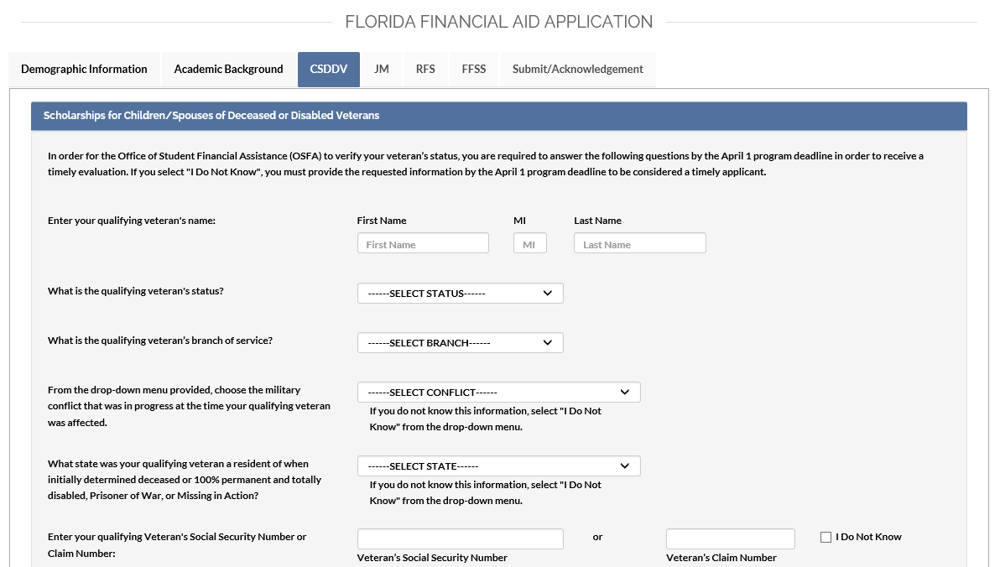 FLORIDA FINANCIAL AID APPLICATION
Demographic Information Academic Background CSDDV JM RFS FFSS Submit/Acknowledgement
Scholarships for Children/Spouses of Deceased or Disabled Veterans
In order for the Office of Student Financial Assistance (OSFA) to verify your veteran's status, you are required to answer the following questions by the April 1 program deadline in order to receive a
timely evaluation. If you select "I Do Not Know", you must provide the requested information by the April 1 program deadline to be considered a timely applicant.
Enter your qualifying veteran's name: First Name MI Last Name
First Name MI Last Name
What is the qualifying veteran's status? ------SELECT STATUS------
What is the qualifying veteran’s branch of service? ------SELECT BRANCH------
From the drop-down menu provided, choose the military
conflict that was in progress at the time your qualifying veteran
was affected.
------SELECT CONFLICT------
If you do not know this information, select "I Do Not
Know" from the drop-down menu.
What state was your qualifying veteran a resident of when
initially determined deceased or 100% permanent and totally
disabled, Prisoner of War, or Missing in Action?
------SELECT STATE------
If you do not know this information, select "I Do Not
Know" from the drop-down menu.
Enter your qualifying Veteran's Social Security Number or
Claim Number:
or I Do Not Know
Veteran’s Social Security Number Veteran’s Claim Number